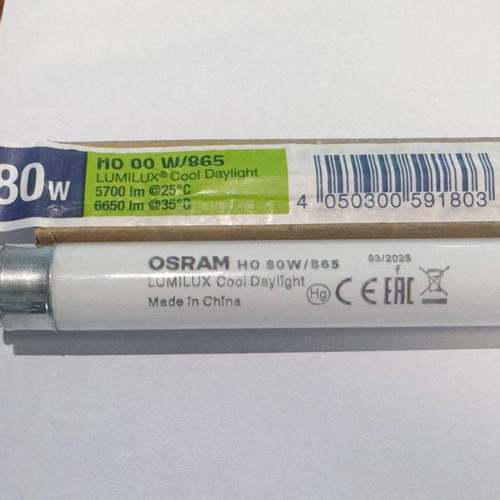 80W
HO 80 W/865
LUMILUX® Cool Daylight
5700 lm @25°C
6650 lm @35°C
4 050300 591803
OSRAM HO 80W/865
LUMILUX Cool Daylight
Made in China
03/2025
f
Hg CE EAC